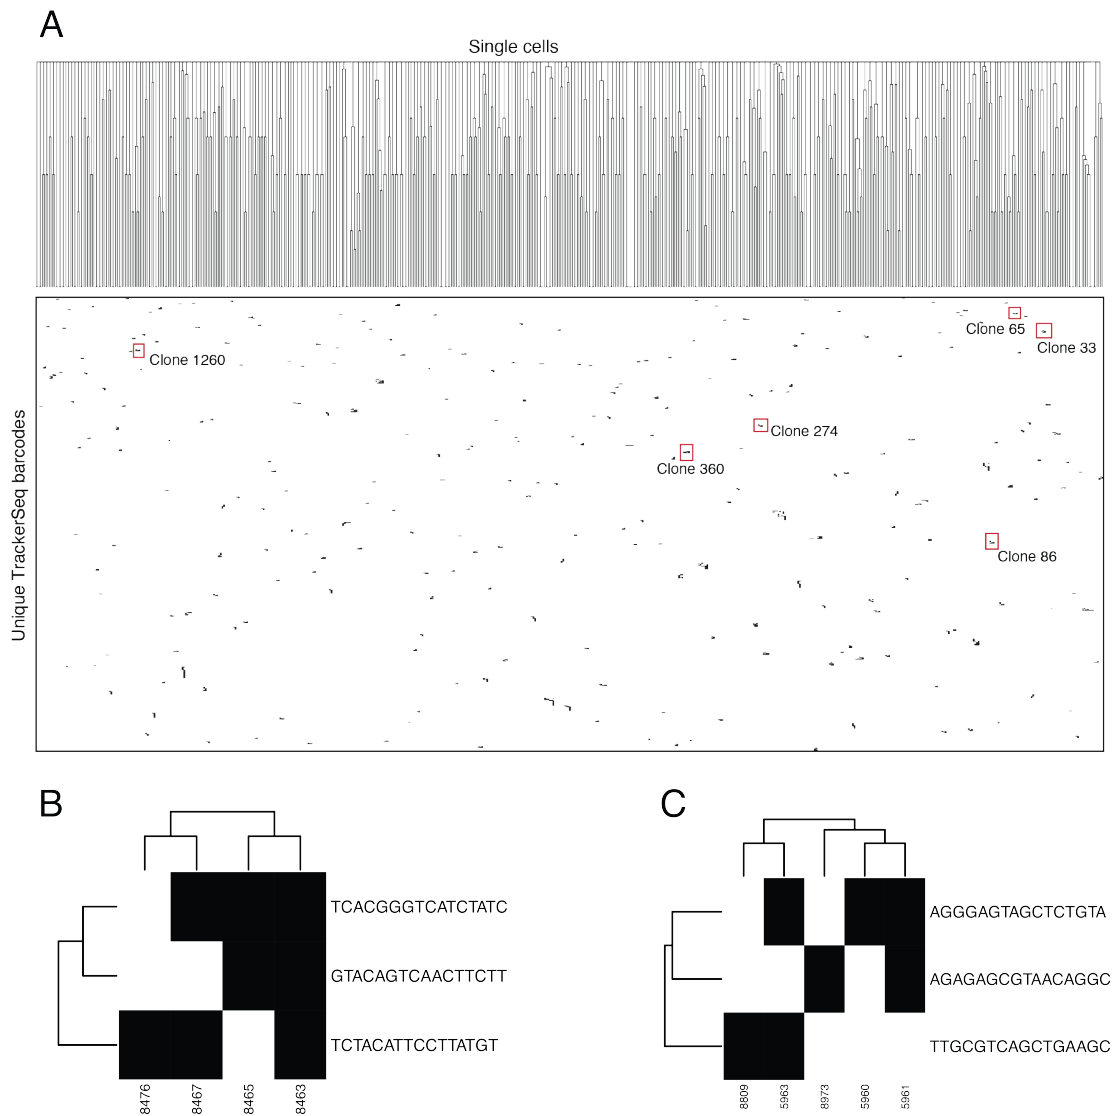 A
Single cells
Unique TrackerSeq barcodes
Clone 65
Clone 33
Clone 1260
Clone 274
Clone 360
Clone 86
B
TCACGGGTCATCTATC
GTACAGTCAACTTCTT
TCTACATTCCTTATGT
8476
8467
8465
8463
C
AGGGAGTAGCTCTGTA
AGAGAGCGTAACAGGC
TTGCGTCAGCTGAAGC
8809
5963
8973
5960
5961